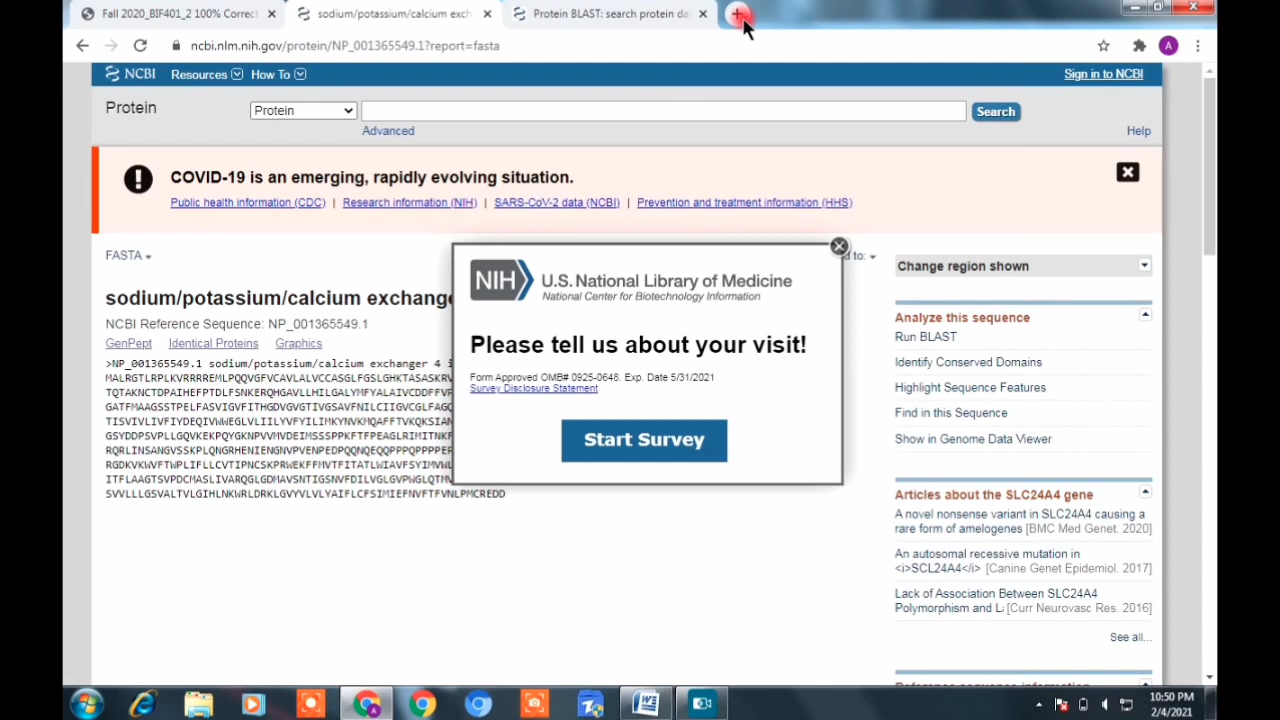 Fall 2020_BIF401_2 100% Correct
sodium/potassium/calcium exch
Protein BLAST: search protein da
ncbi.nlm.nih.gov/protein/NP_001365549.1?report=fasta
A
NCBI Resources How To
Sign in to NCBI
Protein
Protein
Search
Advanced
Help
COVID-19 is an emerging, rapidly evolving situation.
Public health information (CDC) | Research information (NIH) | SARS-CoV-2 data (NCBI) | Prevention and treatment information (HHS)
FASTA
d to:
sodium/potassium/calcium exchange
NCBI Reference Sequence: NP_001365549.1
GenPept Identical Proteins Graphics
>NP_001365549.1 sodium/potassium/calcium exchanger 4 i
MALRGTLRPLKVRRRREMLPQQVGFVCAVLALVCCASGLFGSLGHKTASASKRV
TQTAKNCTDPAIHEFPTDLFSNKERQHGAVLLHILGALYMFYALAIVCDDFFVP
GATFMAAGSSTPELFASVIGVFITHGDVGVGTIVGSAVFNILCIIGVCGLFAGQ
TISVIVLIVFIYDEQIVWWEGLVLIILYVFYILIMKYNVKMQAFFTVKQKSIAN
GSYDDPSVPLLGQVKEKPQYGKNPVVMVDEIMSSSPPKFTFPEAGLRIMITNKF
RQRLINSANGVSSKPLQNGRHENIENGNVPVENPEDPQQNQEQQPPPQPPPPEP
RGDKVKWVFTWPLIFLLCVTIPNCSKPRWEKFFMVTFITATLWIAVFSYIMVWL
ITFLAAGTSVPDCMASLIVARQGLGDMAVSNTIGSNVFDILVGLGVPWGLQTM
SVVLLLGSVALTVLGIHLNKWRLDRKLGVYVLVLYAIFLCFSIMIEFNVFTFVNLPMCREDD
NIH U.S. National Library of Medicine
National Center for Biotechnology Information
Please tell us about your visit!
Form Approved OMB# 0925-0648. Exp. Date 5/31/2021
Survey Disclosure Statement
Start Survey
Change region shown
Analyze this sequence
Run BLAST
Identify Conserved Domains
Highlight Sequence Features
Find in this Sequence
Show in Genome Data Viewer
Articles about the SLC24A4 gene
A novel nonsense variant in SLC24A4 causing a
rare form of amelogenes [BMC Med Genet. 2020]
An autosomal recessive mutation in
<i>SCL24A4</i> [Canine Genet Epidemiol. 2017]
Lack of Association Between SLC24A4
Polymorphism and L: [Curr Neurovasc Res. 2016]
See all...
Reference sequence information
10:50 PM
2/4/2021